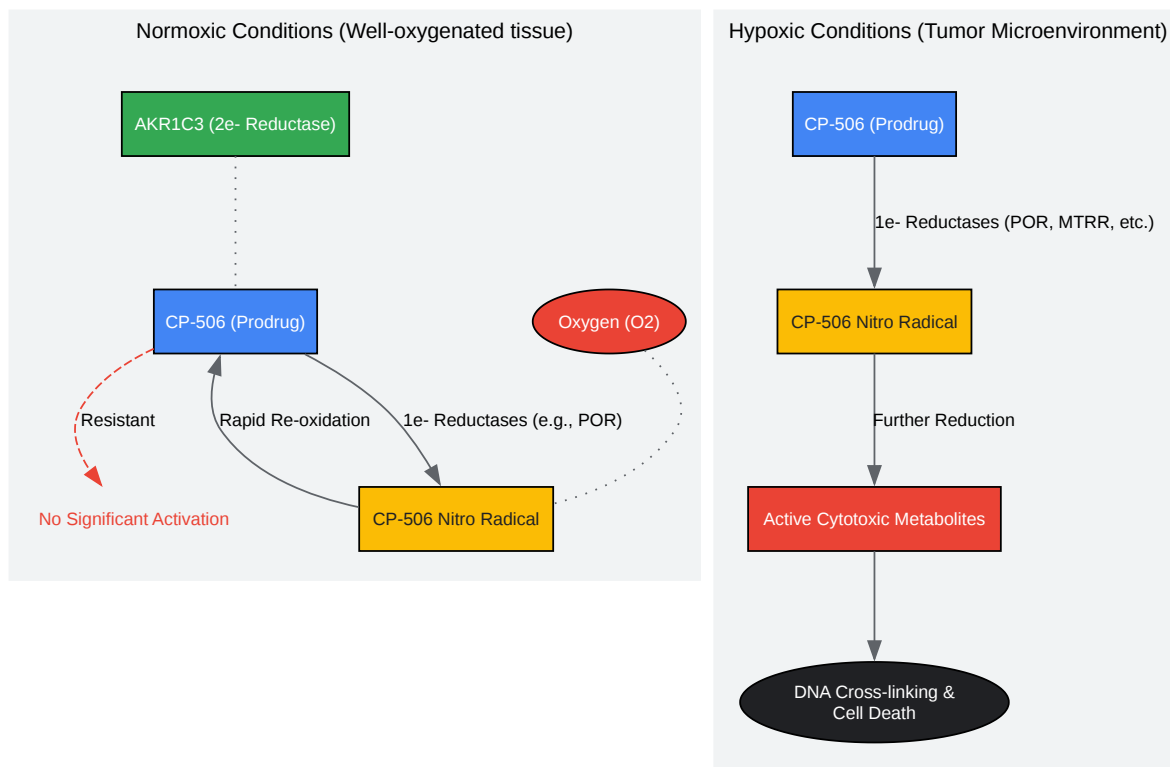 Normoxic Conditions (Well-oxygenated tissue)
AKR1C3 (2e- Reductase)
CP-506 (Prodrug)
Oxygen (O2)
Resistant
Rapid Re-oxidation
1e- Reductases (e.g., POR)
No Significant Activation
CP-506 Nitro Radical
Hypoxic Conditions (Tumor Microenvironment)
CP-506 (Prodrug)
1e- Reductases (POR, MTRR, etc.)
CP-506 Nitro Radical
Further Reduction
Active Cytotoxic Metabolites
DNA Cross-linking &
Cell Death